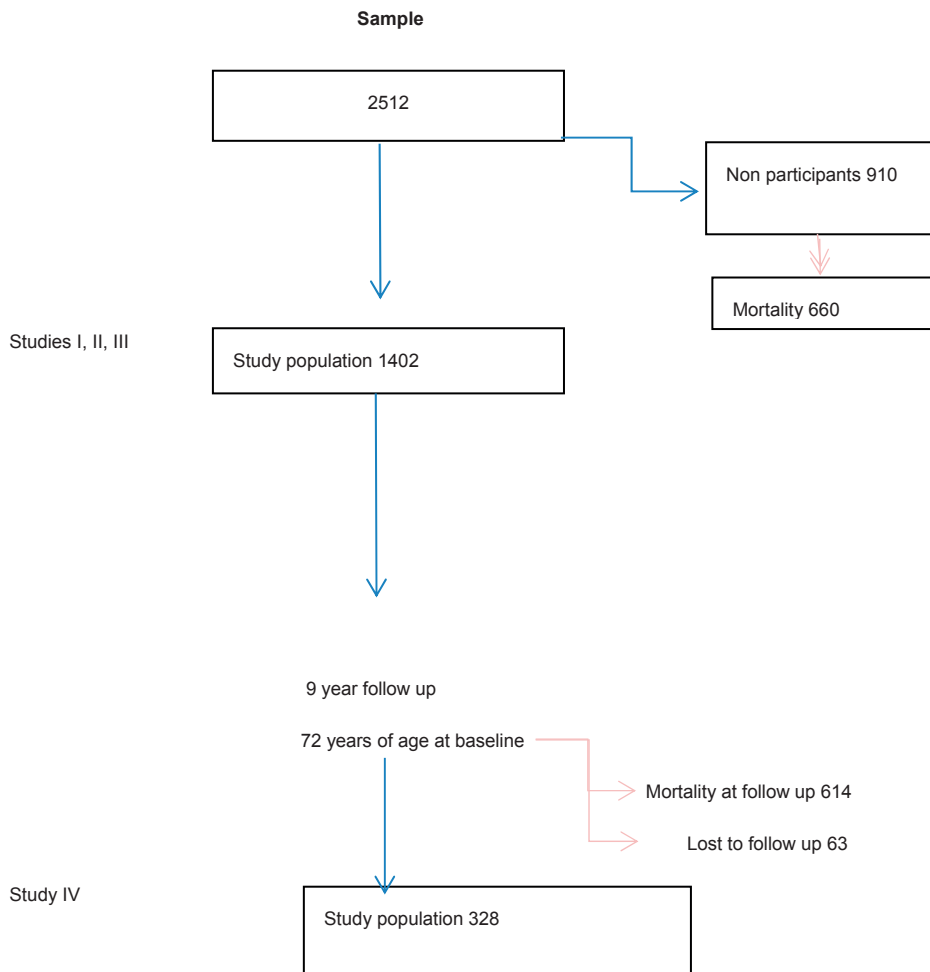 Sample
2512
Non participants 910
Mortality 660
Studies I, II, III
Study population 1402
9 year follow up
72 years of age at baseline
Mortality at follow up 614
Lost to follow up 63
Study IV
Study population 328